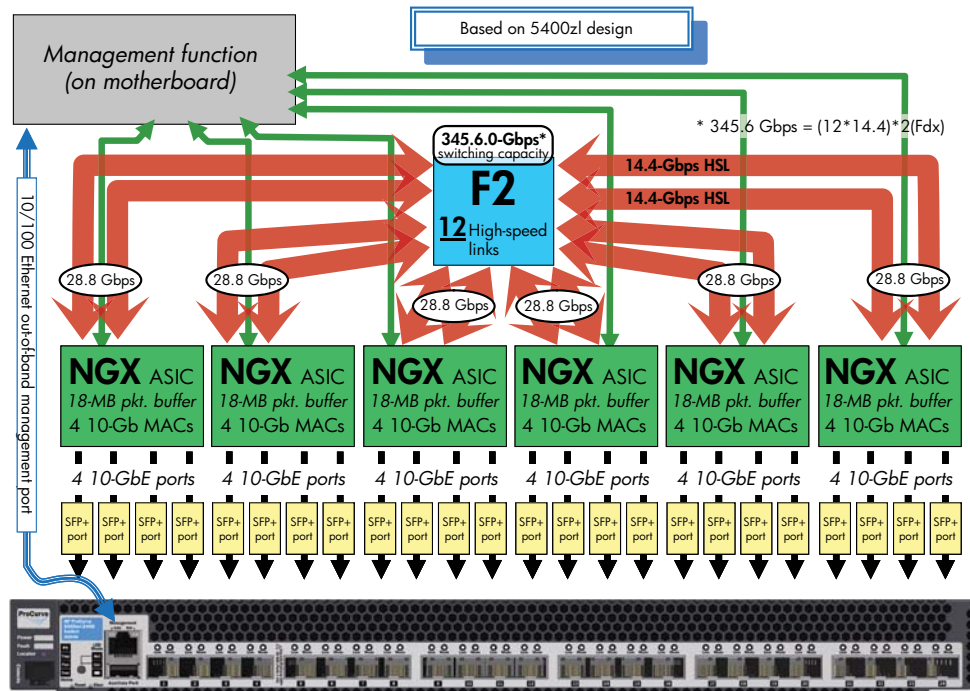 Based on 5400zl design
Management function
(on motherboard)
* 345.6 Gbps = (12*14.4)*2(Fdx)
345.6.0-Gbps*
switching capacity
F2
12 High-speed
links
14.4-Gbps HSL
14.4-Gbps HSL
10/100 Ethernet out-of-band management port
28.8 Gbps
28.8 Gbps
28.8 Gbps
28.8 Gbps
28.8 Gbps
28.8 Gbps
NGX ASIC
18-MB pkt. buffer
4 10-Gb MACs
NGX ASIC
18-MB pkt. buffer
4 10-Gb MACs
NGX ASIC
18-MB pkt. buffer
4 10-Gb MACs
NGX ASIC
18-MB pkt. buffer
4 10-Gb MACs
NGX ASIC
18-MB pkt. buffer
4 10-Gb MACs
NGX ASIC
18-MB pkt. buffer
4 10-Gb MACs
4 10-GbE ports
4 10-GbE ports
4 10-GbE ports
4 10-GbE ports
4 10-GbE ports
4 10-GbE ports
SFP+
port
SFP+
port
SFP+
port
SFP+
port
SFP+
port
SFP+
port
SFP+
port
SFP+
port
SFP+
port
SFP+
port
SFP+
port
SFP+
port
SFP+
port
SFP+
port
SFP+
port
SFP+
port
SFP+
port
SFP+
port
SFP+
port
SFP+
port
SFP+
port
SFP+
port
SFP+
port
SFP+
port
ProCurve
Power
Fault
Location
Management
Auxiliary Port